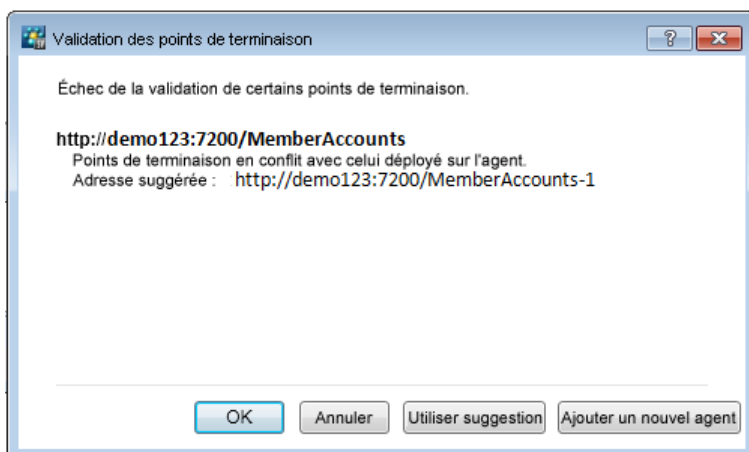 Validation des points de terminaison
?
Échec de la validation de certains points de terminaison.
http://demo123:7200/MemberAccounts
Points de terminaison en conflit avec celui déployé sur l'agent.
Adresse suggérée : http://demo123:7200/MemberAccounts-1
OK Annuler Utiliser suggestion Ajouter un nouvel agent